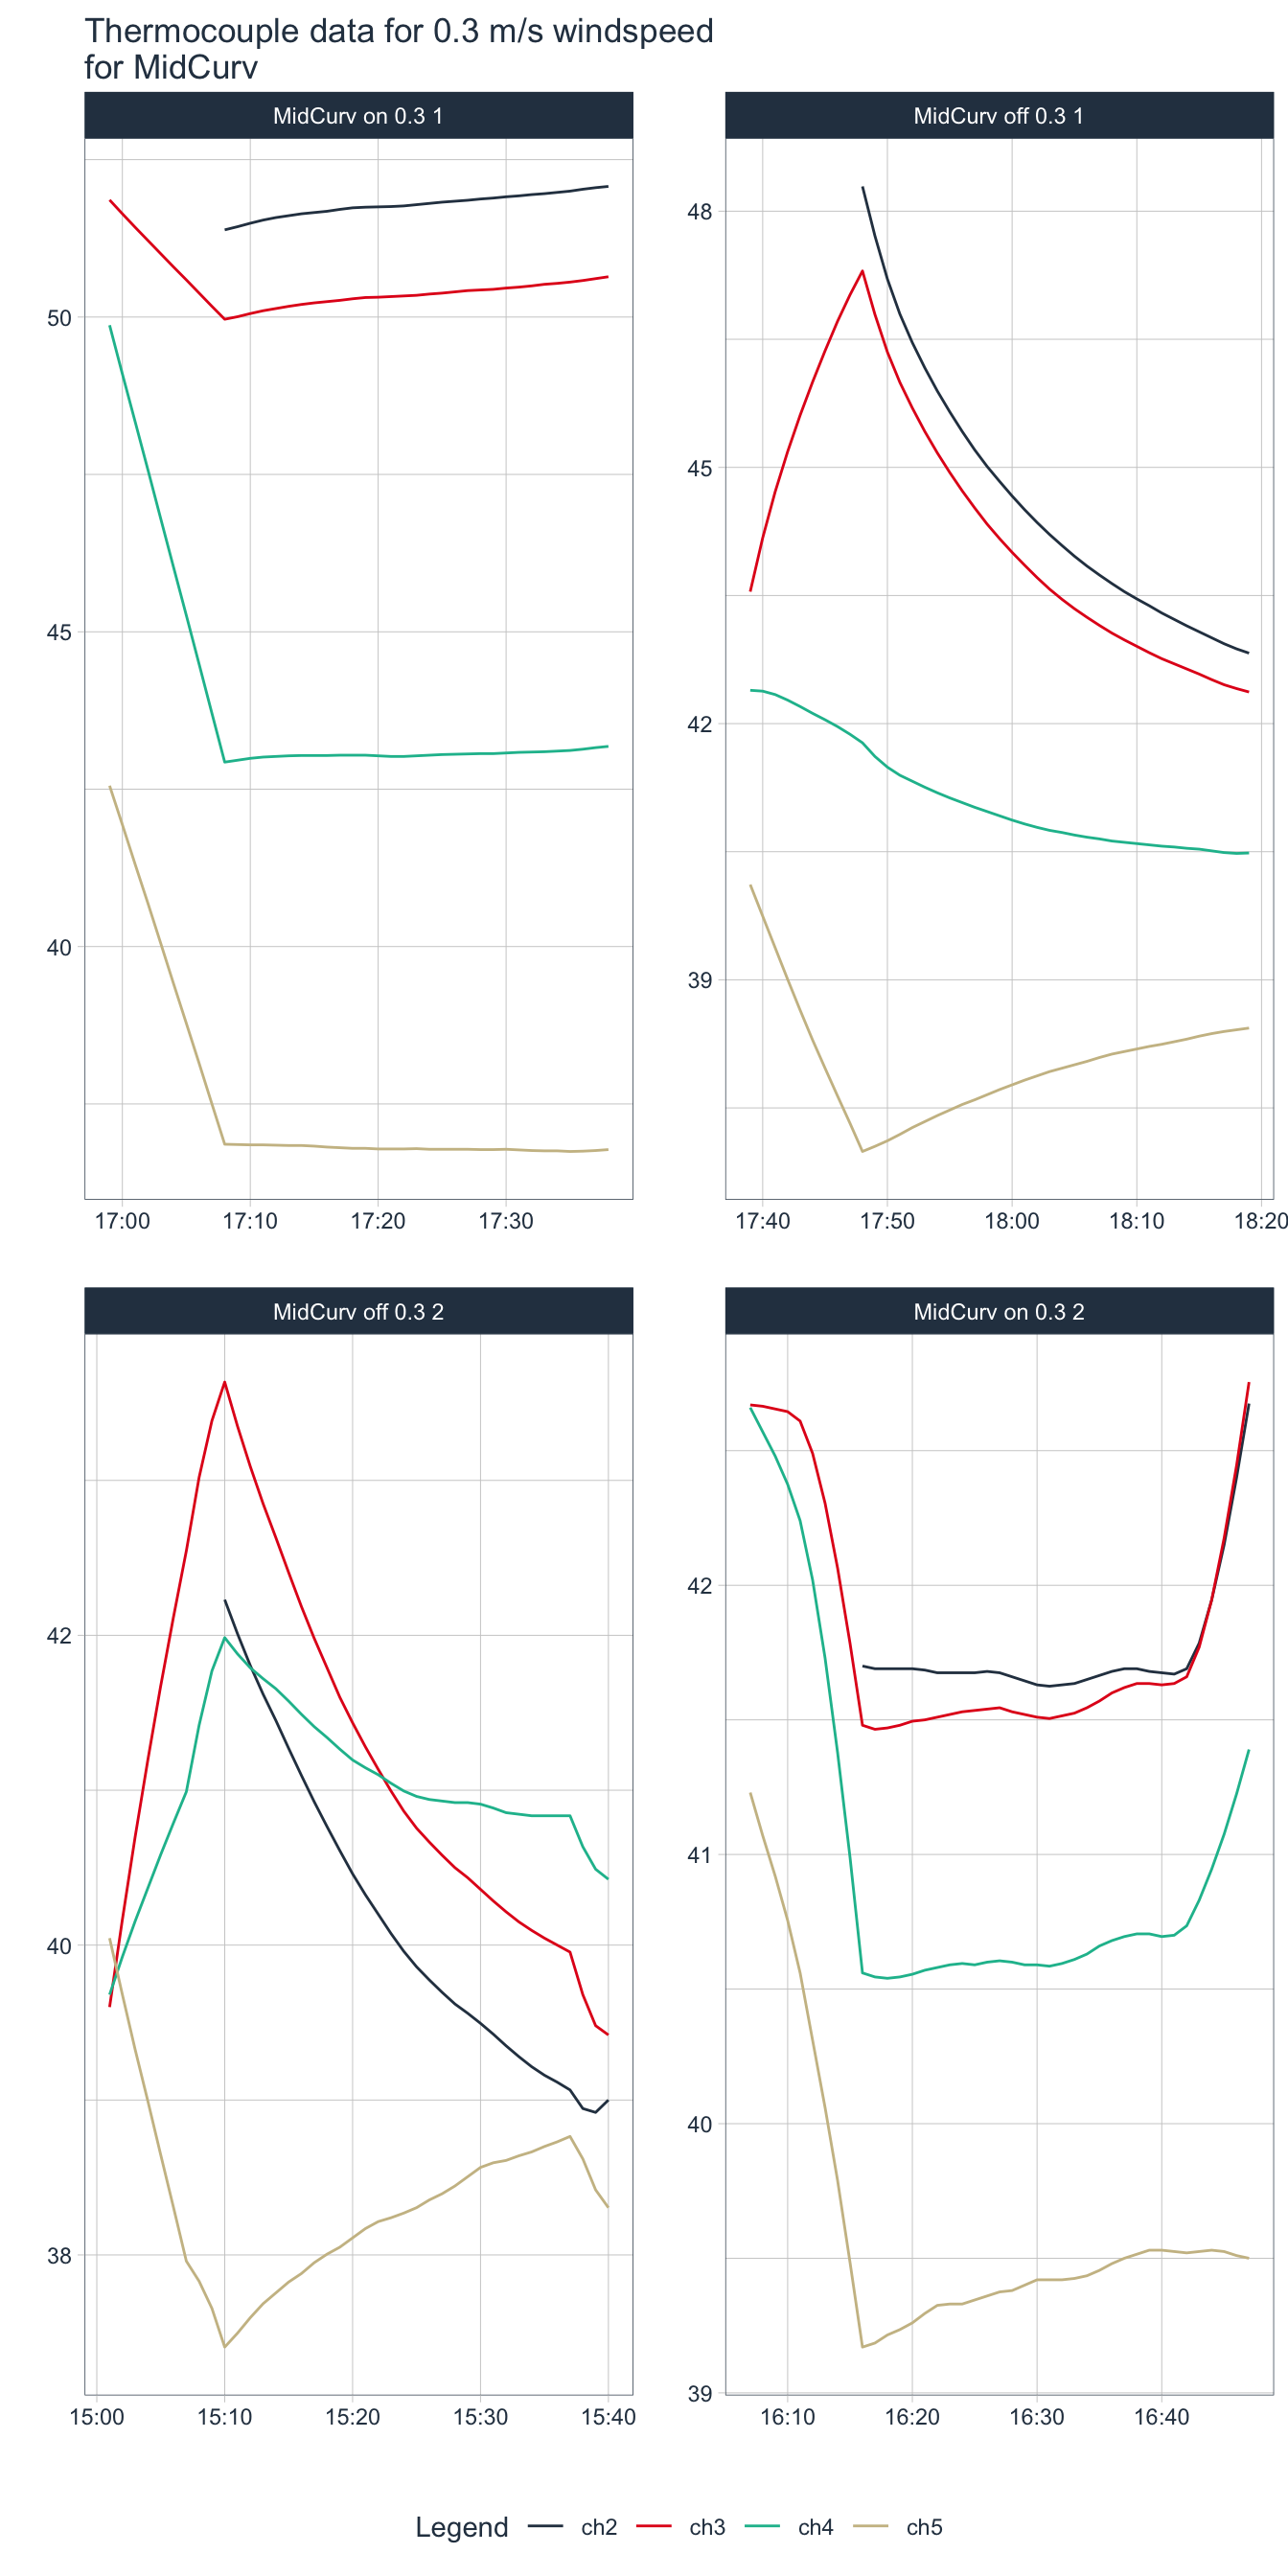 Thermocouple data for 0.3 m/s windspeed
for MidCurv
MidCurv on 0.3 1
50
45
40
17:00 17:10 17:20 17:30
MidCurv off 0.3 1
48
45
42
39
17:40 17:50 18:00 18:10 18:20
MidCurv off 0.3 2
42
40
38
15:00 15:10 15:20 15:30 15:40
MidCurv on 0.3 2
42
41
40
39
16:10 16:20 16:30 16:40
Legend ch2 ch3 ch4 ch5